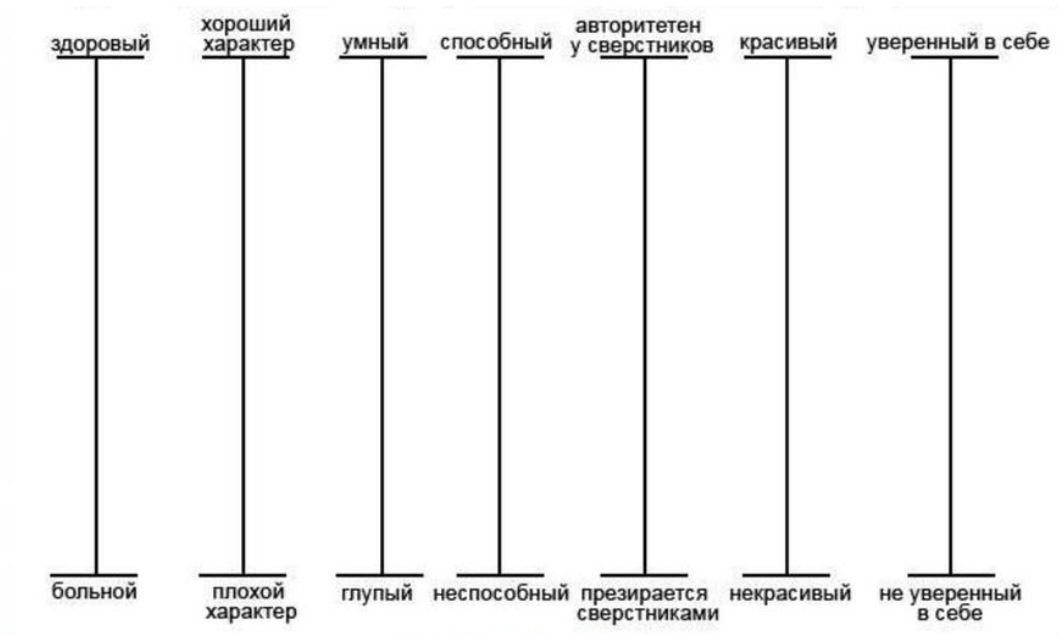 здоровый
хороший
характер
умный
способный
авторитетен
у сверстников
красивый
уверенный в себе
больной
плохой
характер
глупый
неспособный
презирается
сверстниками
некрасивый
не уверенный
в себе